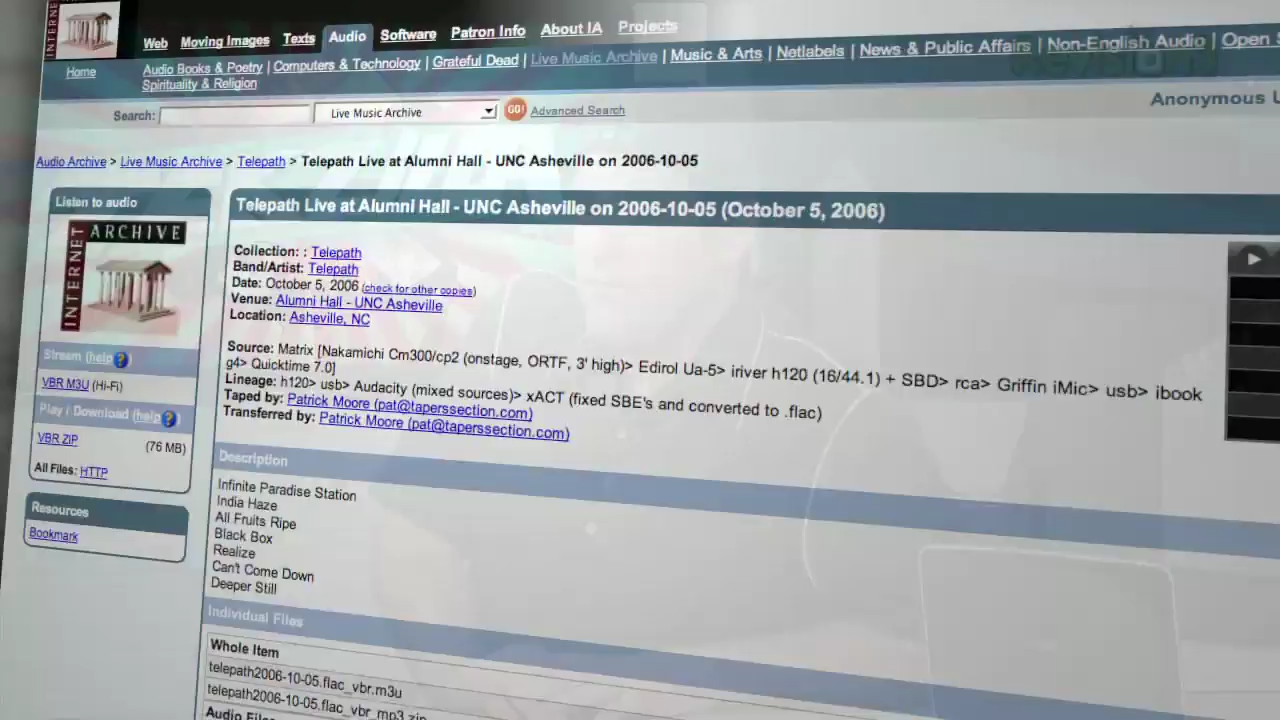 INTERNET
Web Moving Images Texts Audio Software Patron Info About IA Projects
Home
Audio Books & Poetry | Computers & Technology | Grateful Dead | Live Music Archive | Music & Arts | Netlabels | News & Public Affairs | Non-English Audio | Open
Spirituality & Religion
Search: Live Music Archive GO! Advanced Search
Anonymous
Audio Archive > Live Music Archive > Telepath > Telepath Live at Alumni Hall - UNC Asheville on 2006-10-05
Listen to audio
INTERNET ARCHIVE
Stream (help ?)
VBR M3U (Hi-Fi)
Play / Download (help ?)
VBR ZIP (76 MB)
All Files: HTTP
Resources
Bookmark
Telepath Live at Alumni Hall - UNC Asheville on 2006-10-05 (October 5, 2006)
Collection: : Telepath
Band/Artist: Telepath
Date: October 5, 2006 (check for other copies)
Venue: Alumni Hall - UNC Asheville
Location: Asheville, NC
Source: Matrix [Nakamichi Cm300/cp2 (onstage, ORTF, 3' high)> Edirol Ua-5> iriver h120 (16/44.1) + SBD> rca> Griffin iMic> usb> ibook
g4> Quicktime 7.0]
Lineage: h120> usb> Audacity (mixed sources)> xACT (fixed SBE's and converted to .flac)
Taped by: Patrick Moore (pat@taperssection.com)
Transferred by: Patrick Moore (pat@taperssection.com)
Description
Infinite Paradise Station
India Haze
All Fruits Ripe
Black Box
Realize
Can't Come Down
Deeper Still
Individual Files
Whole Item
telepath2006-10-05.flac_vbr.m3u
telepath2006-10-05.flac_vbr_mp3.zip
Audio Files